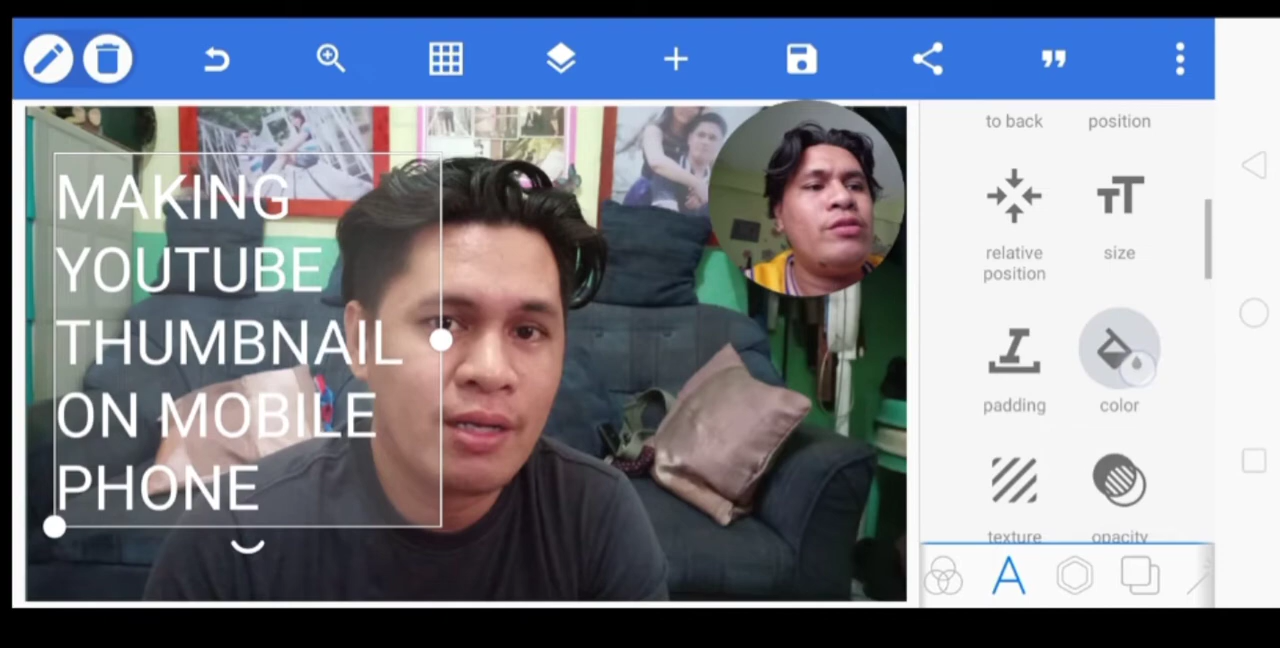 to back
position
MAKING
YOUTUBE
THUMBNAIL
ON MOBILE
PHONE
relative
position
size
padding
color
texture
opacity